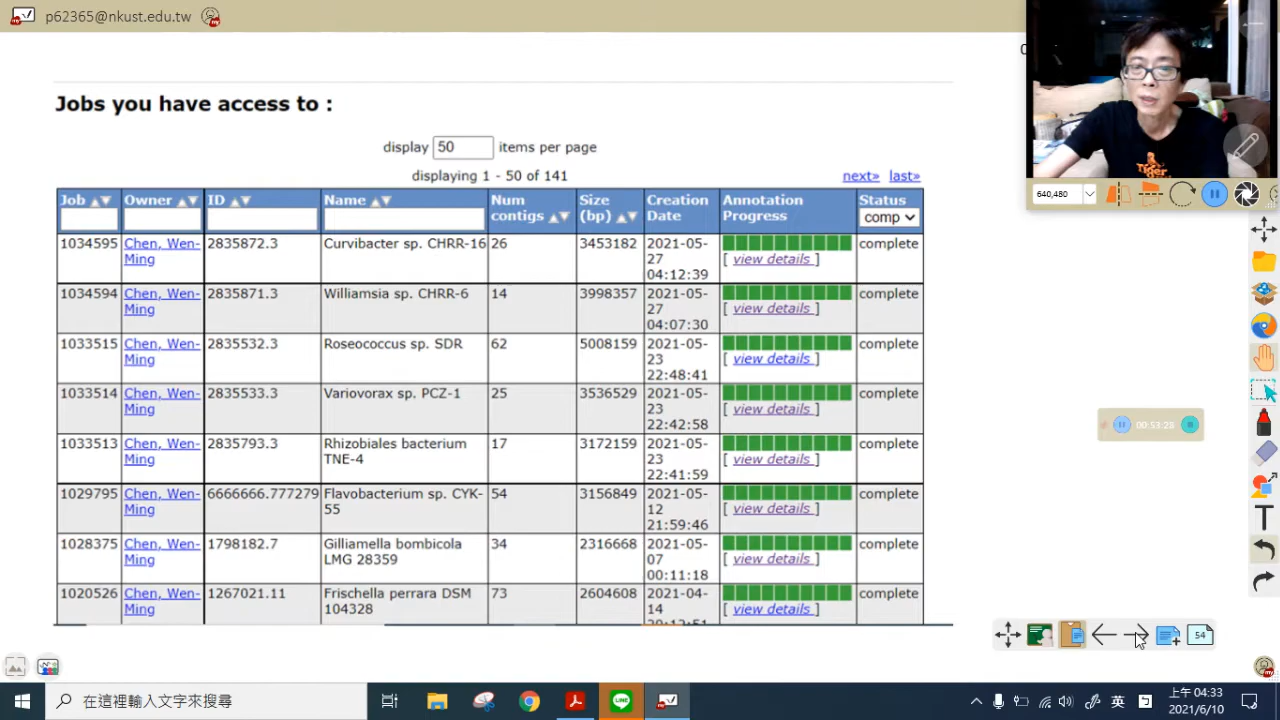 p62365@nkust.edu.tw
Jobs you have access to :
display 50 items per page
displaying 1 - 50 of 141
next» last»
Job Owner ID Name Num contigs Size (bp) Creation Date Annotation Progress Status
comp
1034595 Chen, Wen-Ming 2835872.3 Curvibacter sp. CHRR-16 26 3453182 2021-05-27 04:12:39 [ view details ] complete
1034594 Chen, Wen-Ming 2835871.3 Williamsia sp. CHRR-6 14 3998357 2021-05-27 04:07:30 [ view details ] complete
1033515 Chen, Wen-Ming 2835532.3 Roseococcus sp. SDR 62 5008159 2021-05-23 22:48:41 [ view details ] complete
1033514 Chen, Wen-Ming 2835533.3 Variovorax sp. PCZ-1 25 3536529 2021-05-23 22:42:58 [ view details ] complete
1033513 Chen, Wen-Ming 2835793.3 Rhizobiales bacterium TNE-4 17 3172159 2021-05-23 22:41:59 [ view details ] complete
1029795 Chen, Wen-Ming 6666666.777279 Flavobacterium sp. CYK-55 54 3156849 2021-05-12 21:59:46 [ view details ] complete
1028375 Chen, Wen-Ming 1798182.7 Gilliamella bombicola LMG 28359 34 2316668 2021-05-07 00:11:18 [ view details ] complete
1020526 Chen, Wen-Ming 1267021.11 Frischella perrara DSM 104328 73 2604608 2021-04-14 [ view details ] complete
640,480
Tiger
00:53:23
T
54
在這裡輸入文字來搜尋
LINE
英
上午 04:33
2021/6/10